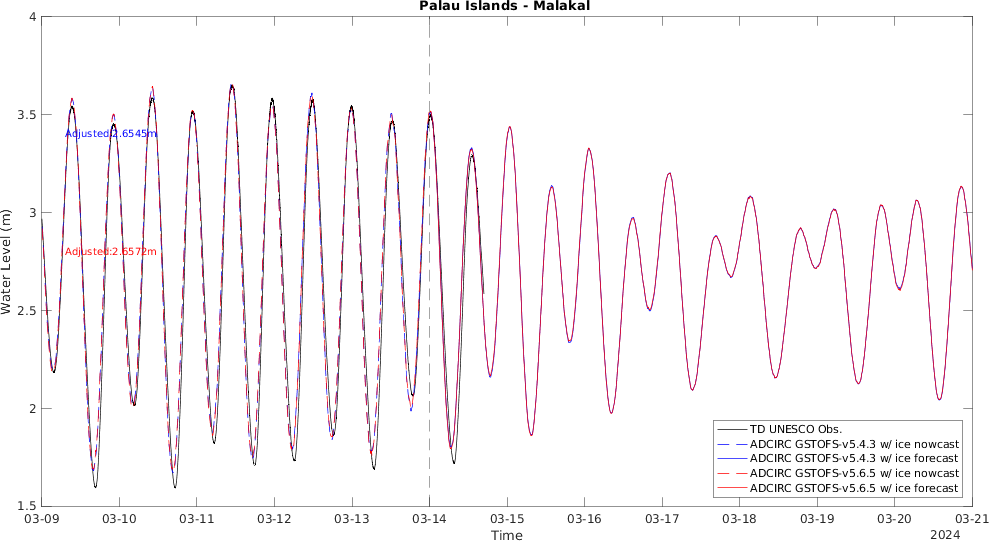 Palau Islands - Malakal
4
3.5
3
2.5
2
1.5
Water Level (m)
Adjusted:2.6545m
Adjusted:2.6572m
TD UNESCO Obs.
ADCIRC GSTOFS-v5.4.3 w/ ice nowcast
ADCIRC GSTOFS-v5.4.3 w/ ice forecast
ADCIRC GSTOFS-v5.6.5 w/ ice nowcast
ADCIRC GSTOFS-v5.6.5 w/ ice forecast
03-09 03-10 03-11 03-12 03-13 03-14 03-15 03-16 03-17 03-18 03-19 03-20 03-21
Time
2024